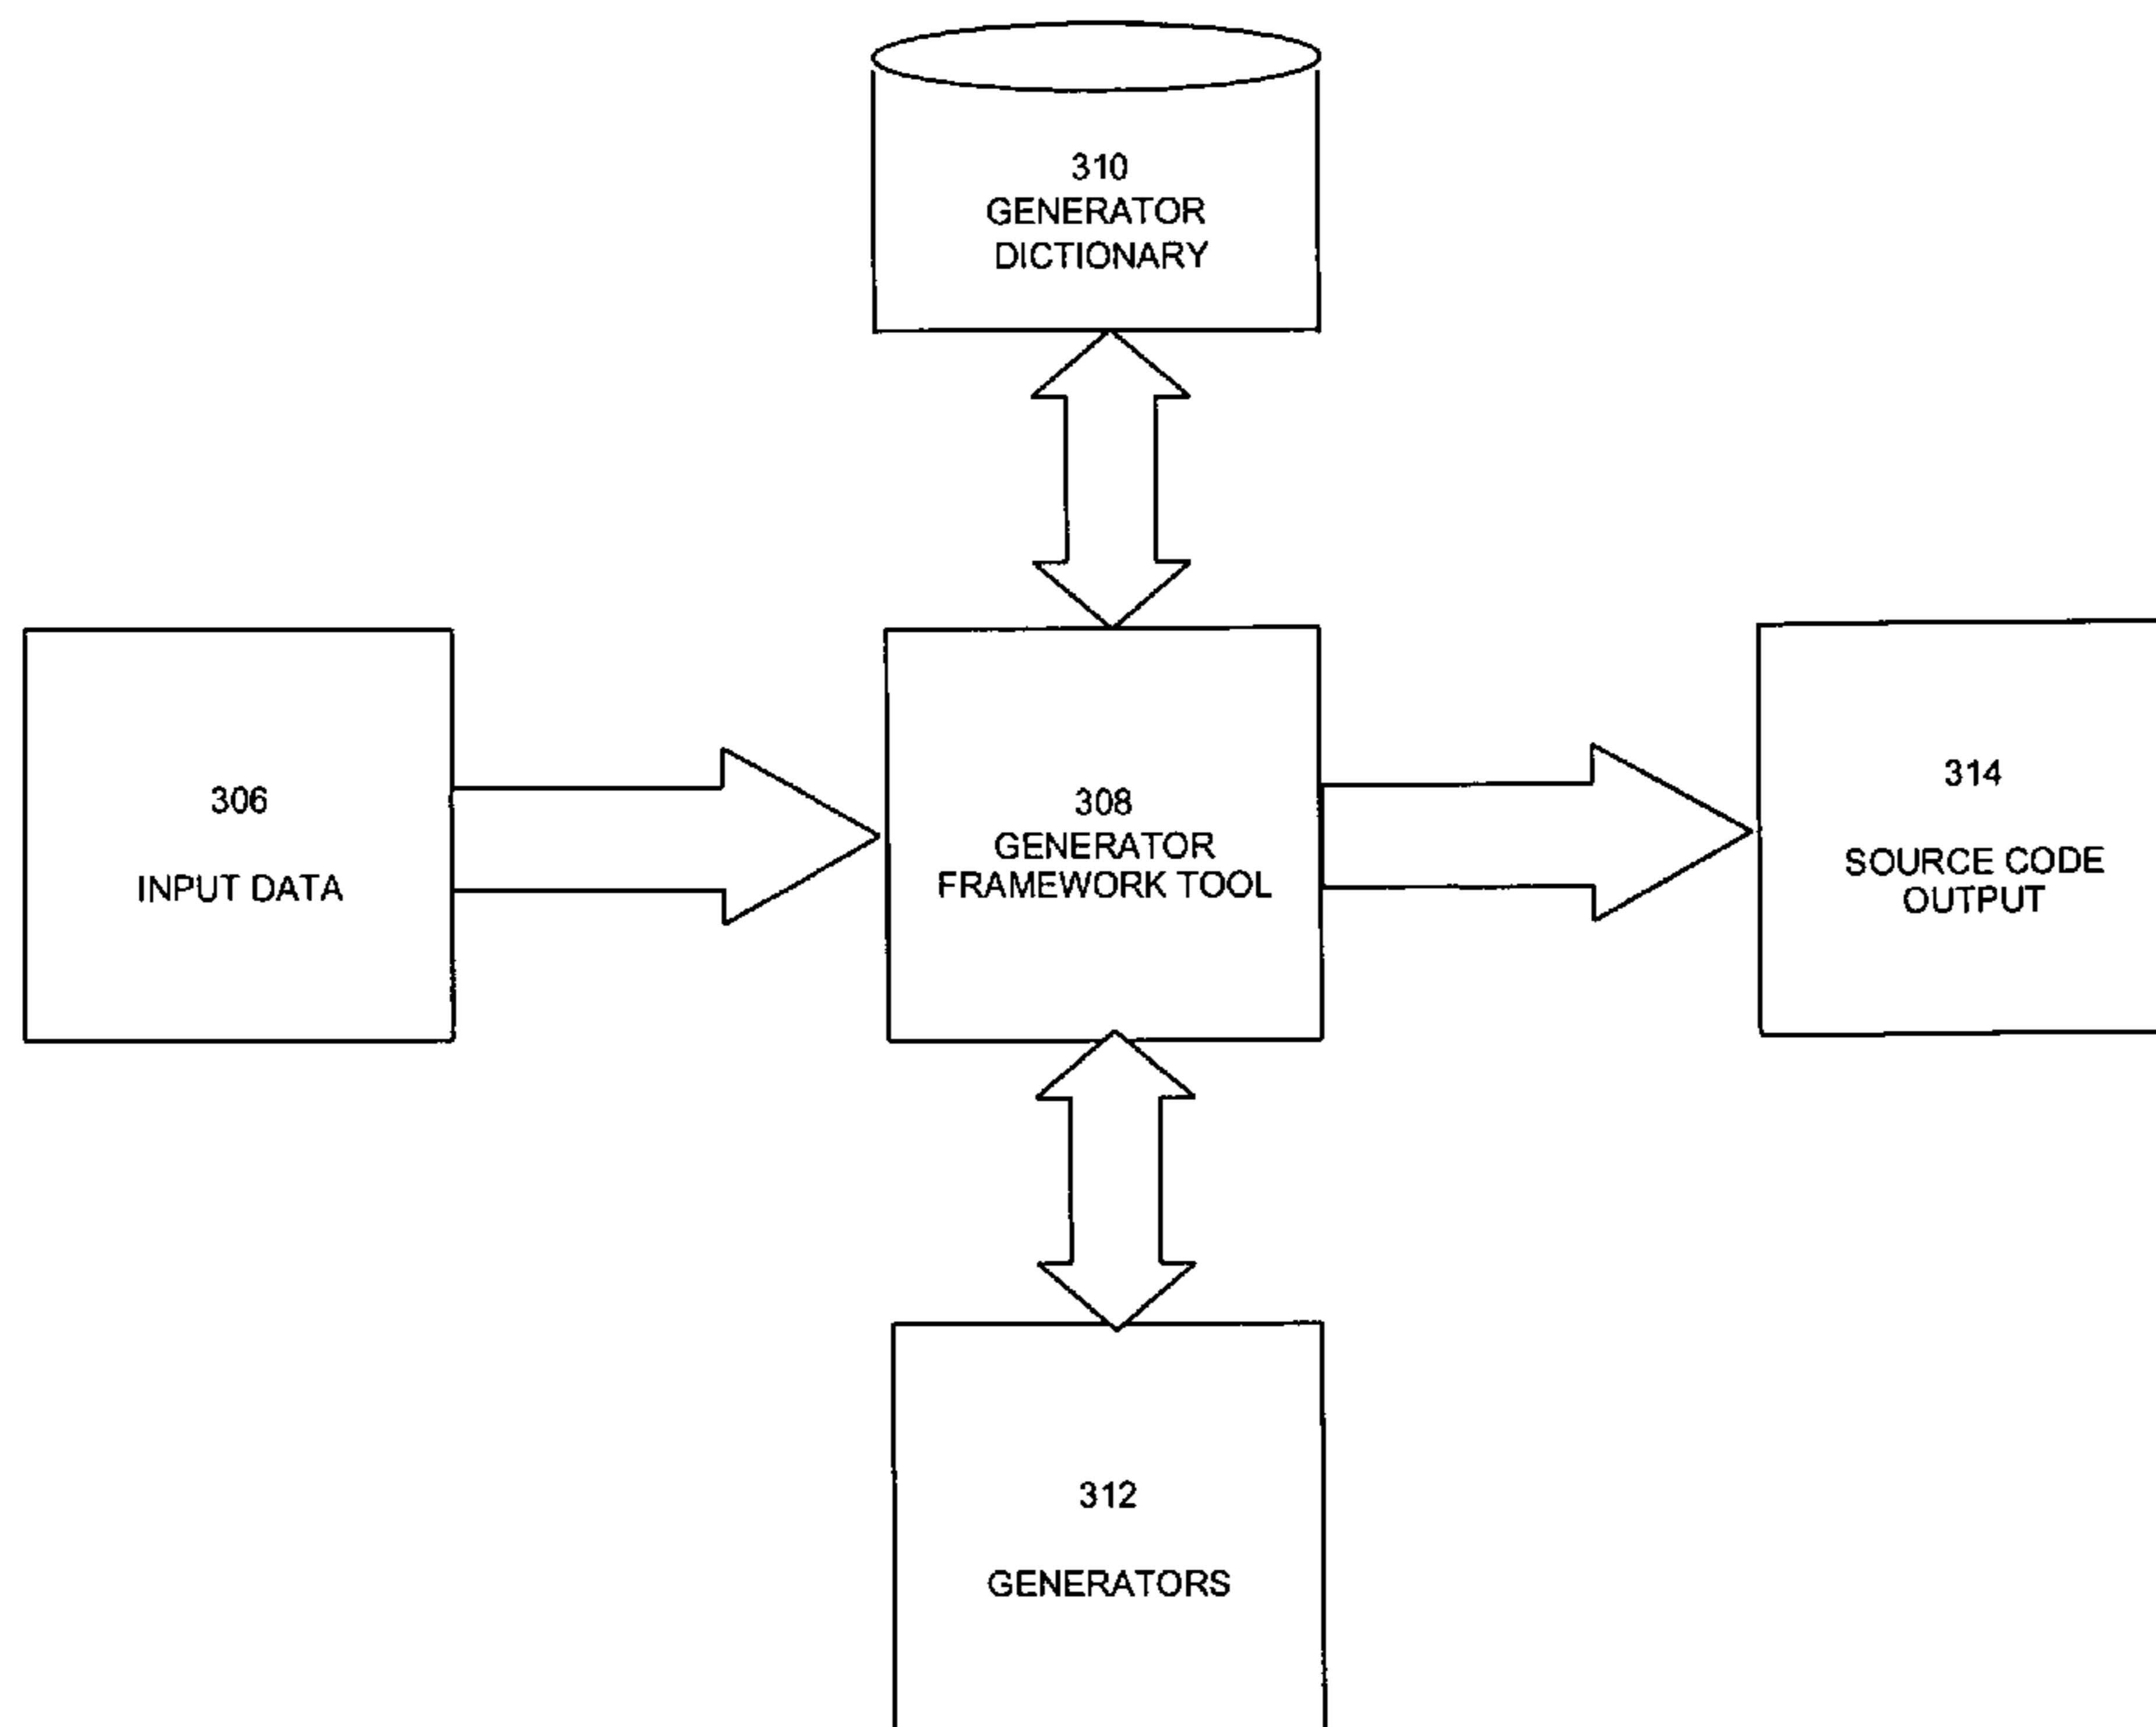 310
GENERATOR
DICTIONARY
306
INPUT DATA
308
GENERATOR
FRAMEWORK TOOL
314
SOURCE CODE
OUTPUT
312
GENERATORS